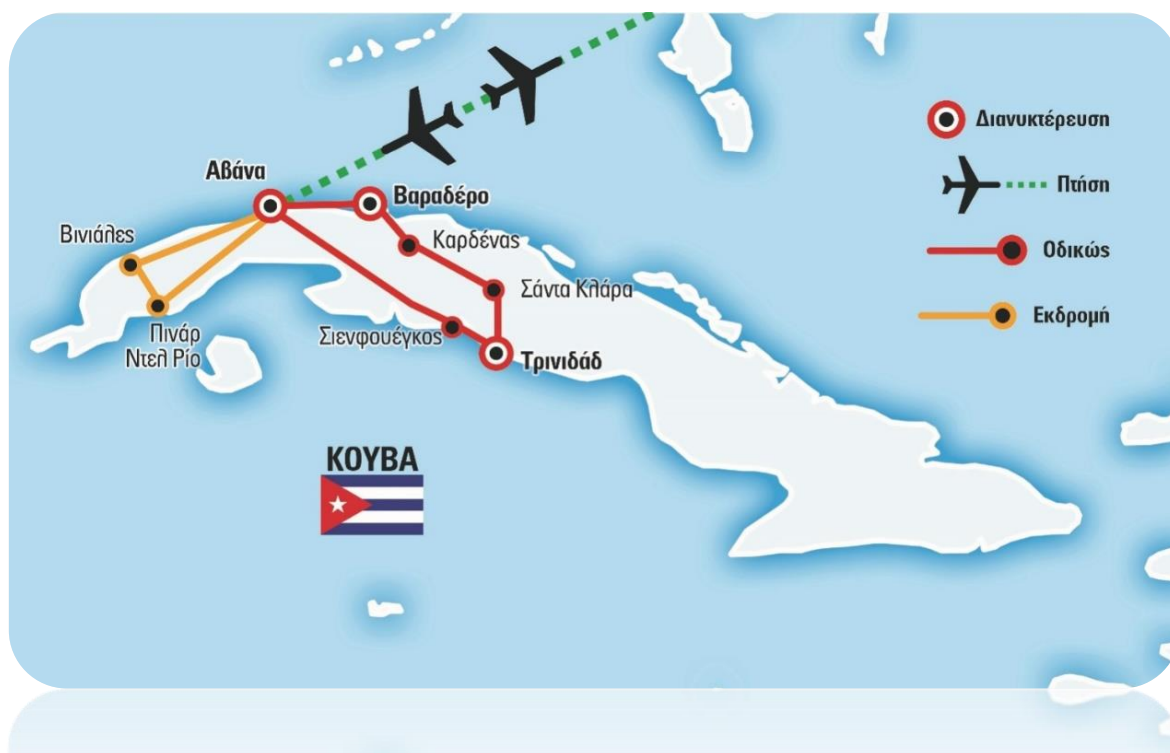 Αβάνα
Βαραδέρο
Καρδένας
Βινιάλες
Σάντα Κλάρα
Πινάρ
Ντελ Ρίο
Σιενφουέγκος
Τρινιδάδ
ΚΟΥΒΑ
Διανυκτέρευση
Πτήση
Οδικώς
Εκδρομή